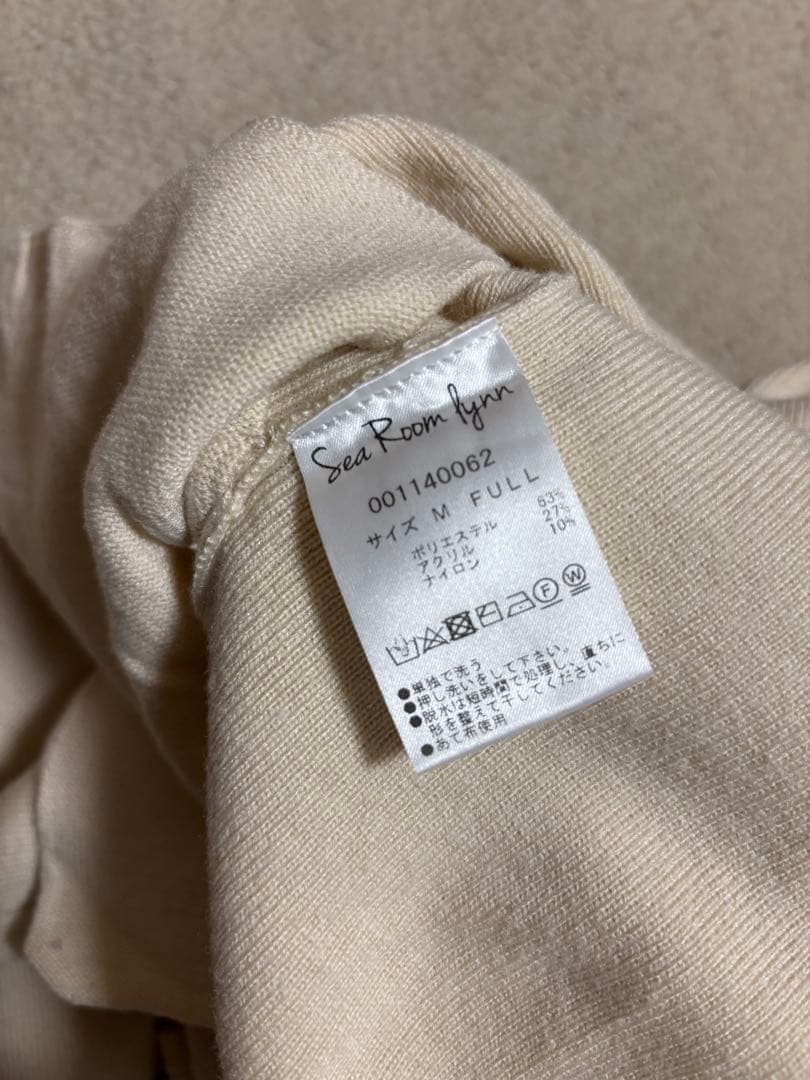 Sea Room lynn
001140062
サイズ M FULL
ポリエステル 63%
アクリル 27%
ナイロン 10%
F W
●単独で洗う
●押し洗いをして下さい。
●脱水は短時間で処理し、直ちに
形を整えて干してください。
●あて布使用